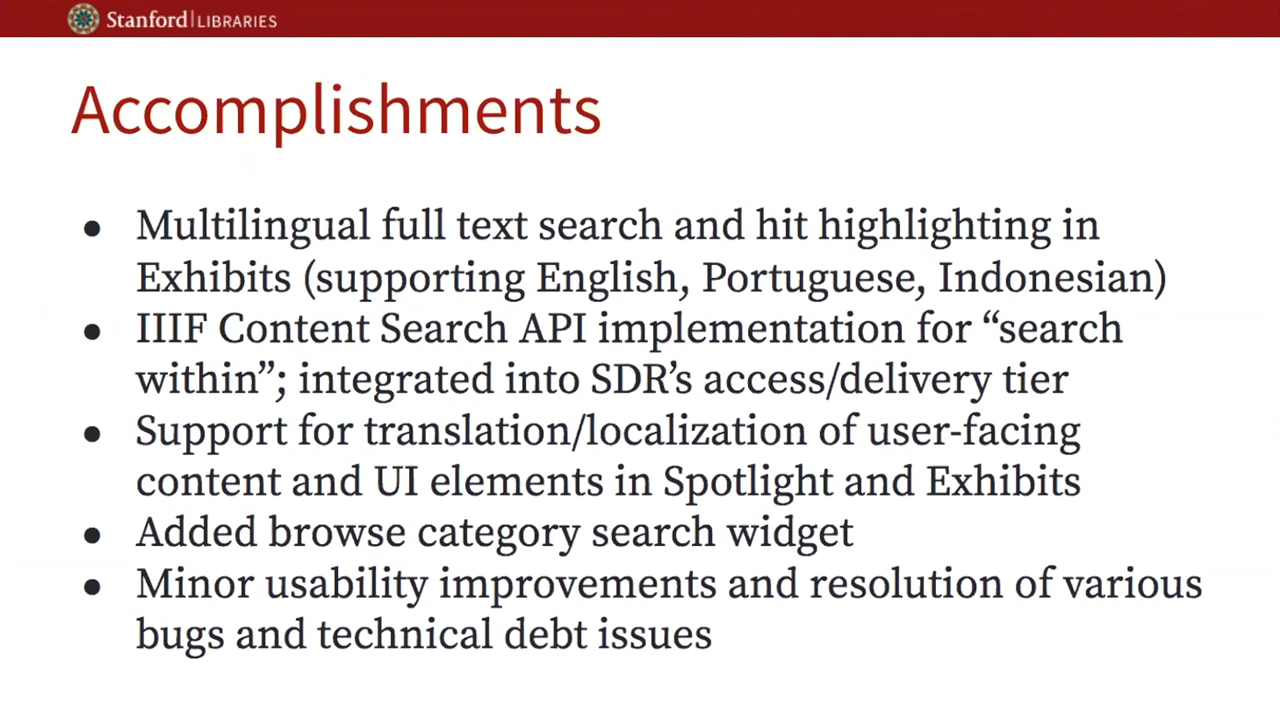 Stanford | LIBRARIES
Accomplishments
● Multilingual full text search and hit highlighting in
Exhibits (supporting English, Portuguese, Indonesian)
● IIIF Content Search API implementation for “search
within”; integrated into SDR’s access/delivery tier
● Support for translation/localization of user-facing
content and UI elements in Spotlight and Exhibits
● Added browse category search widget
● Minor usability improvements and resolution of various
bugs and technical debt issues